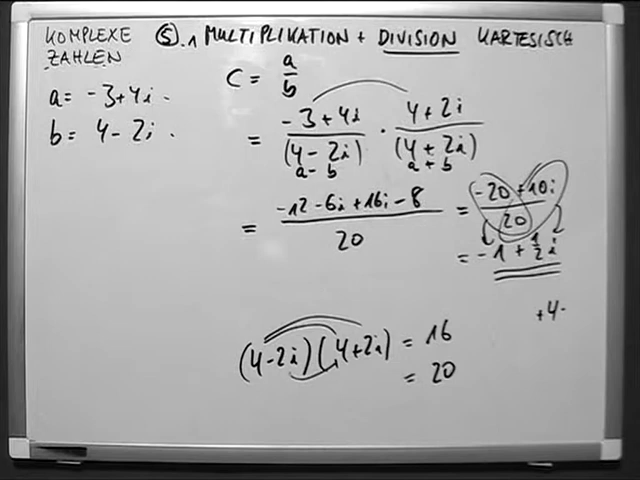 KOMPLEXE ZAHLEN
5.1 MULTIPLIKATION + DIVISION KARTESISCH
a = -3+4i.
b = 4-2i.
C = a/b
= (-3+4i)/(4-2i) · (4+2i)/(4+2i)
a - b a + b
= (-12-6i+16i-8)/20 = (-20+10i)/20
= -1 + 1/2 i
+4-
(4-2i)(4+2i) = 16
= 20